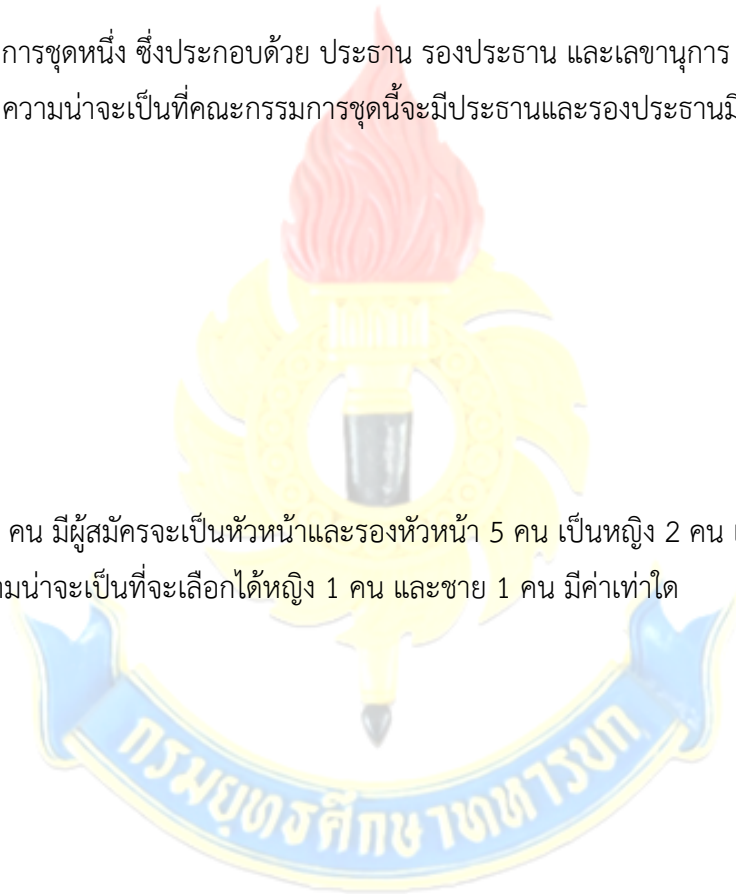 การชุดหนึ่ง ซึ่งประกอบด้วย ประธาน รองประธาน และเลขานุการ
ความน่าจะเป็นที่คณะกรรมการชุดนี้จะมีประธานและรองประธาน
คน มีผู้สมัครจะเป็นหัวหน้าและรองหัวหน้า 5 คน เป็นหญิง 2 คน
มน่าจะเป็นที่จะเลือกได้หญิง 1 คน และชาย 1 คน มีค่าเท่าใด
กรมยุทธศึกษาทหารบก